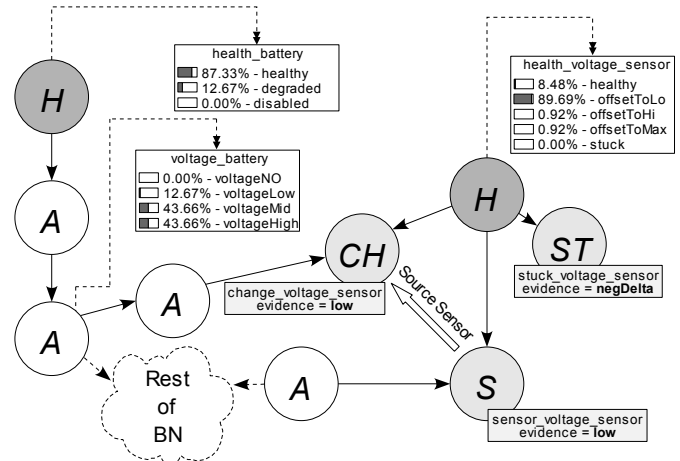 health_battery
87.33% - healthy
12.67% - degraded
0.00% - disabled
health_voltage_sensor
8.48% - healthy
89.69% - offsetToLo
0.92% - offsetToHi
0.92% - offsetToMax
0.00% - stuck
H
voltage_battery
0.00% - voltageNO
12.67% - voltageLow
43.66% - voltageMid
43.66% - voltageHigh
H
A
CH
ST
stuck_voltage_sensor
evidence = negDelta
change_voltage_sensor
evidence = low
Source Sensor
A
A
Rest
of
BN
A
S
sensor_voltage_sensor
evidence = low